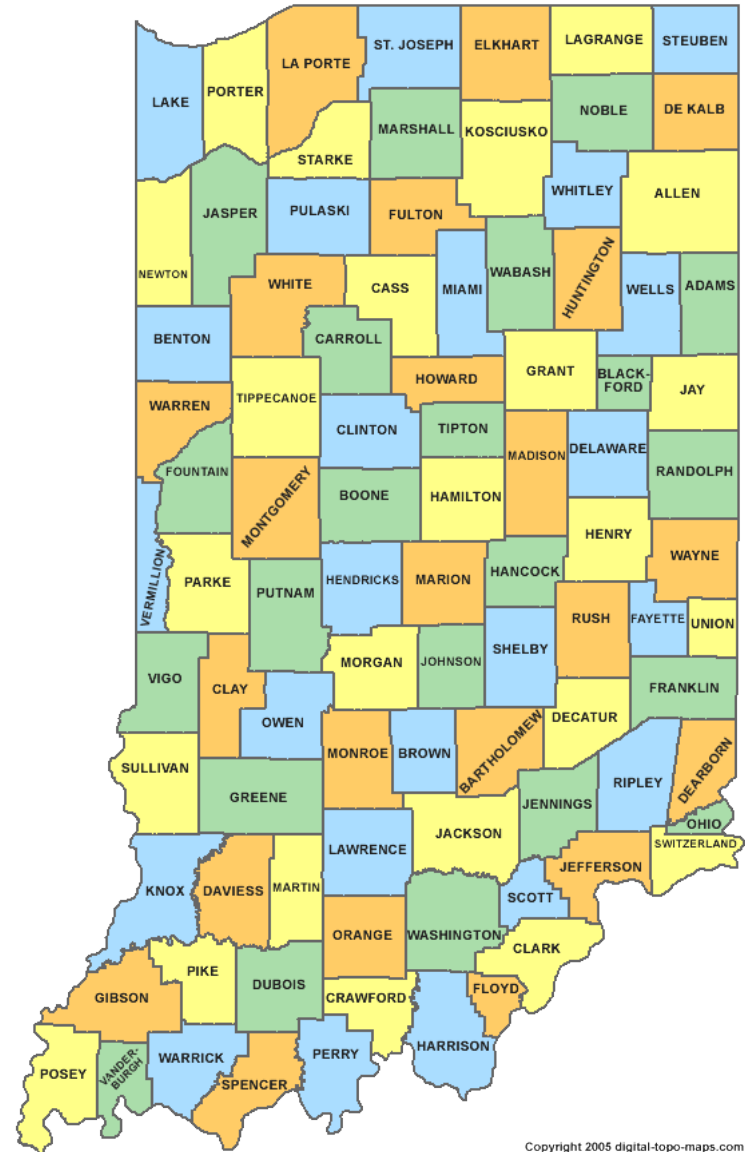 ST. JOSEPH
ELKHART
LAGRANGE
STEUBEN
LA PORTE
PORTER
LAKE
NOBLE
DE KALB
MARSHALL
KOSCIUSKO
STARKE
WHITLEY
ALLEN
JASPER
PULASKI
FULTON
NEWTON
WHITE
CASS
MIAMI
WABASH
HUNTINGTON
WELLS
ADAMS
BENTON
CARROLL
HOWARD
GRANT
BLACK-
FORD
JAY
WARREN
TIPPECANOE
CLINTON
TIPTON
MADISON
DELAWARE
RANDOLPH
FOUNTAIN
MONTGOMERY
BOONE
HAMILTON
HENRY
WAYNE
VERMILLION
PARKE
PUTNAM
HENDRICKS
MARION
HANCOCK
RUSH
FAYETTE
UNION
VIGO
CLAY
OWEN
MORGAN
JOHNSON
SHELBY
FRANKLIN
DECATUR
SULLIVAN
GREENE
MONROE
BROWN
BARTHOLOMEW
RIPLEY
DEARBORN
JENNINGS
OHIO
SWITZERLAND
JACKSON
LAWRENCE
KNOX
DAVIESS
MARTIN
JEFFERSON
SCOTT
ORANGE
WASHINGTON
CLARK
PIKE
DUBOIS
GIBSON
CRAWFORD
FLOYD
HARRISON
POSEY
VANDER-
BURGH
WARRICK
SPENCER
PERRY
Copyright 2005 digital-topo-maps.com